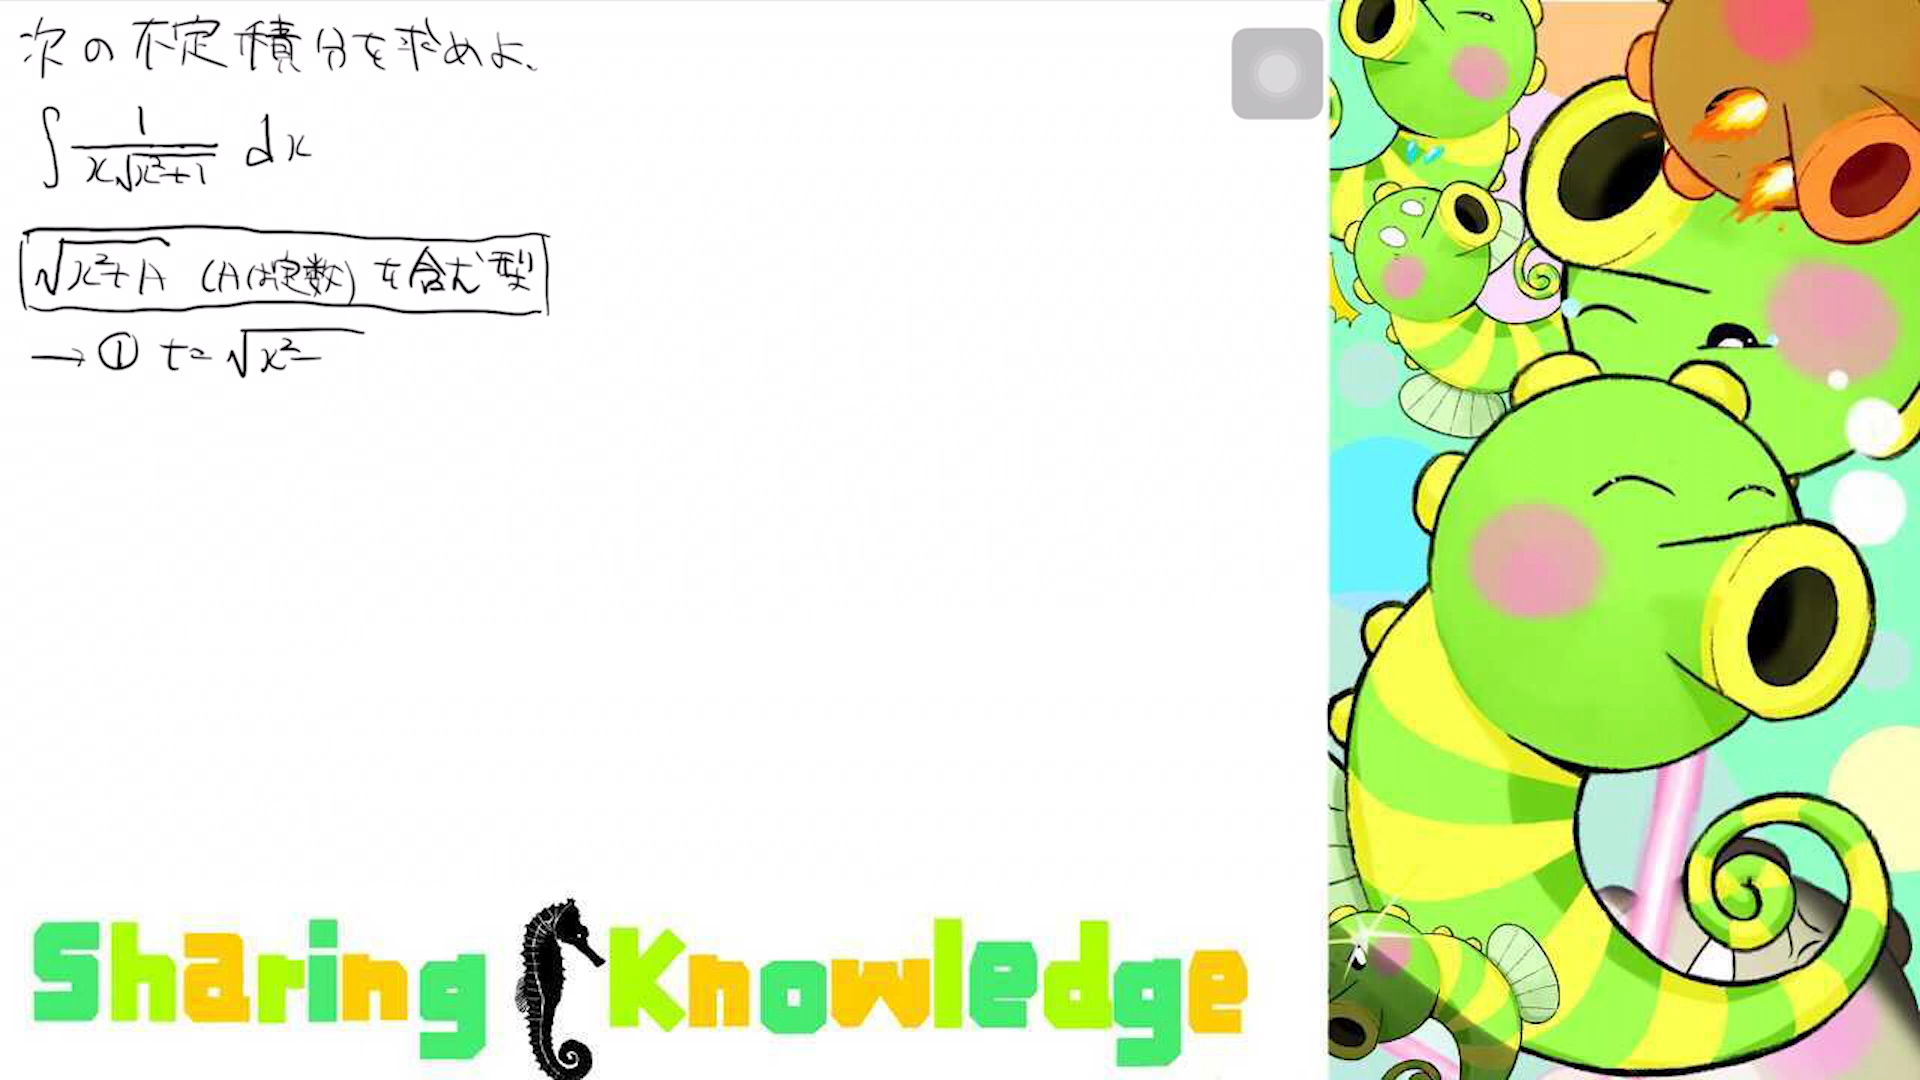 次の不定積分を求めよ、
∫ 1/(x√(x²+1)) dx
√(x²+A) (Aは定数) を含む型
→ ① t=√(x²
Sharing Knowledge